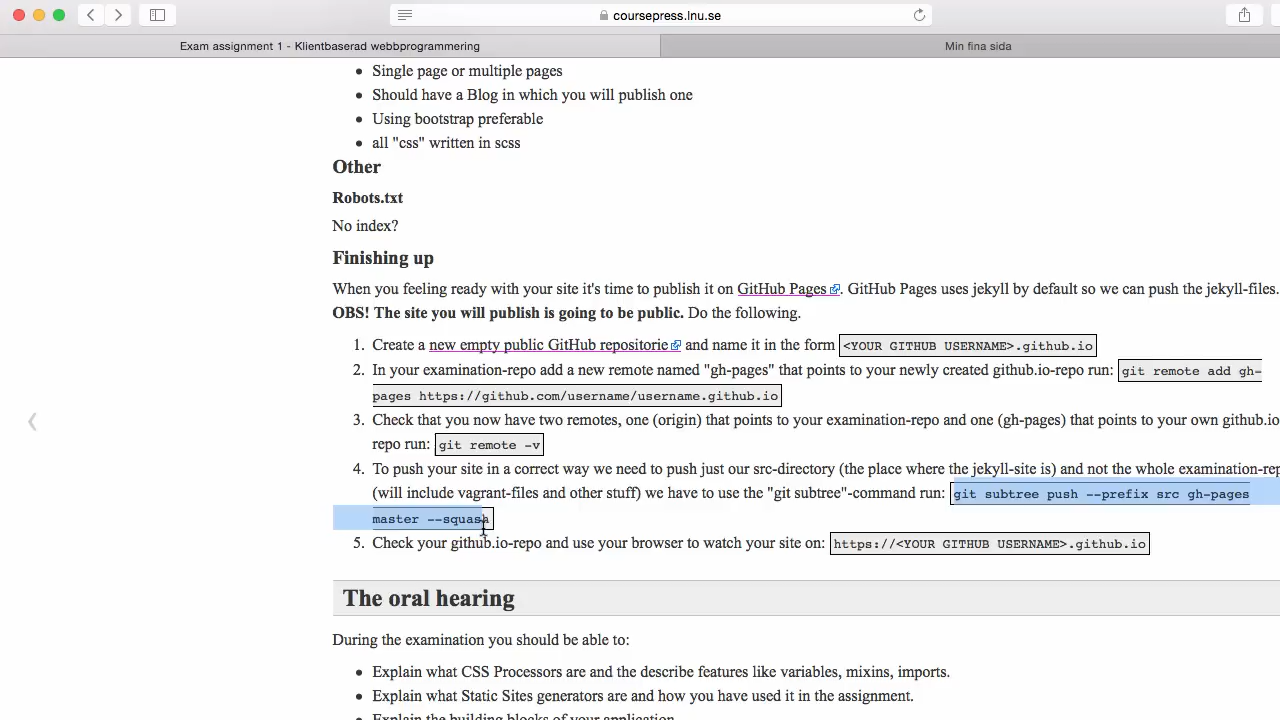 coursepress.lnu.se
Exam assignment 1 - Klientbaserad webbprogrammering
Min fina sida
Single page or multiple pages
Should have a Blog in which you will publish one
Using bootstrap preferable
all "css" written in scss
Other
Robots.txt
No index?
Finishing up
When you feeling ready with your site it's time to publish it on GitHub Pages. GitHub Pages uses jekyll by default so we can push the jekyll-files.
OBS! The site you will publish is going to be public. Do the following.
1. Create a new empty public GitHub repositorie and name it in the form <YOUR GITHUB USERNAME>.github.io
2. In your examination-repo add a new remote named "gh-pages" that points to your newly created github.io-repo run: git remote add gh-
pages https://github.com/username/username.github.io
3. Check that you now have two remotes, one (origin) that points to your examination-repo and one (gh-pages) that points to your own github.io
repo run: git remote -v
4. To push your site in a correct way we need to push just our src-directory (the place where the jekyll-site is) and not the whole examination-rep
(will include vagrant-files and other stuff) we have to use the "git subtree"-command run: git subtree push --prefix src gh-pages
master --squash
5. Check your github.io-repo and use your browser to watch your site on: https://<YOUR GITHUB USERNAME>.github.io
The oral hearing
During the examination you should be able to:
Explain what CSS Processors are and the describe features like variables, mixins, imports.
Explain what Static Sites generators are and how you have used it in the assignment.
Explain the building blocks of your application